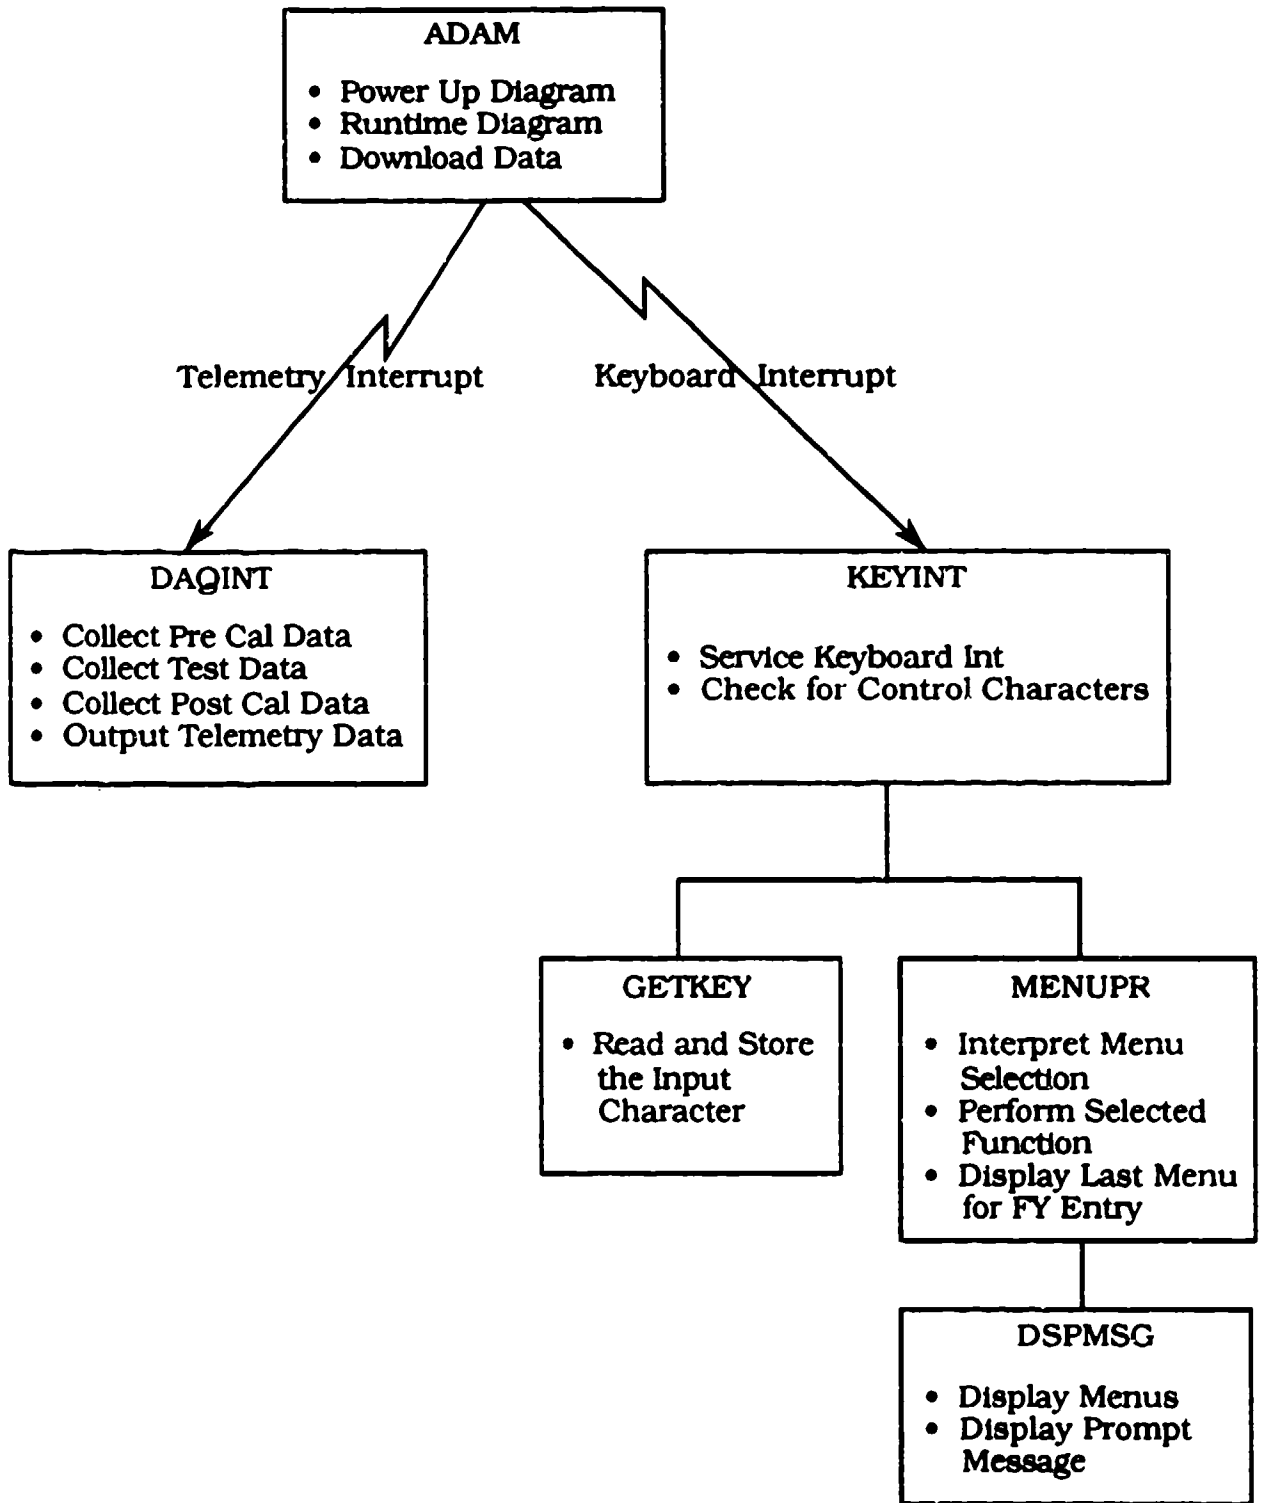 ADAM
• Power Up Diagram
• Runtime Diagram
• Download Data
Telemetry Interrupt
Keyboard Interrupt
DAQINT
• Collect Pre Cal Data
• Collect Test Data
• Collect Post Cal Data
• Output Telemetry Data
KEYINT
• Service Keyboard Int
• Check for Control Characters
GETKEY
• Read and Store
the Input
Character
MENUPR
• Interpret Menu
Selection
• Perform Selected
Function
• Display Last Menu
for FY Entry
DSPMSG
• Display Menus
• Display Prompt
Message